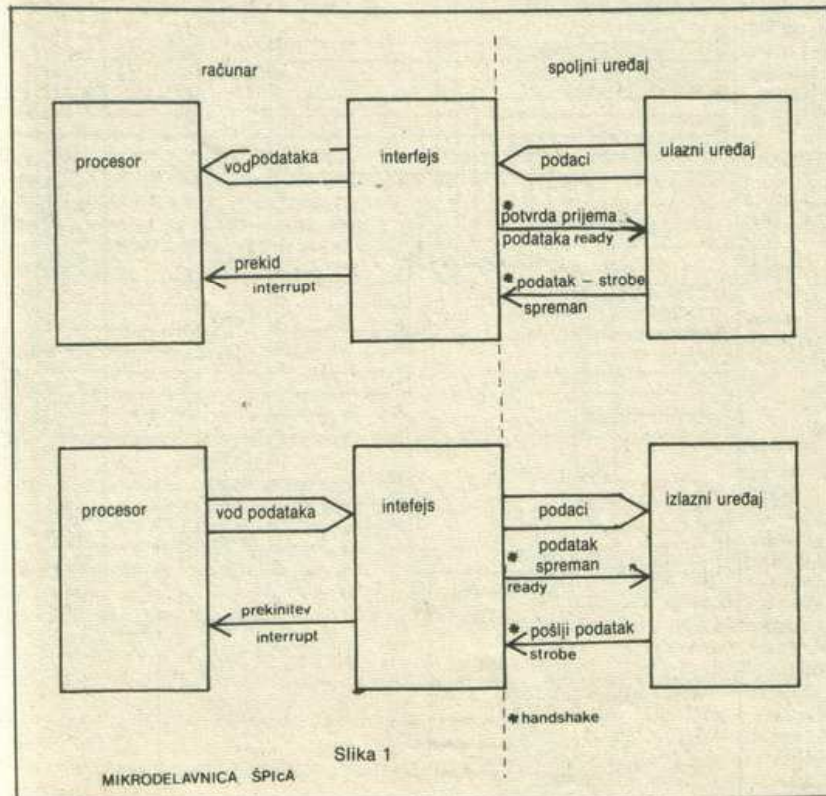 računar
spoljni uređaj
procesor
vod podataka
interfejs
podaci
ulazni uređaj
* potvrda prijema
podataka ready
prekid
interrupt
* podatak – strobe
spreman
procesor
vod podataka
intefejs
podaci
izlazni uređaj
* podatak
spreman
ready
prekinitev
interrupt
* pošlji podatak
strobe
* handshake
Slika 1
MIKRODELAVNICA ŠPIcA